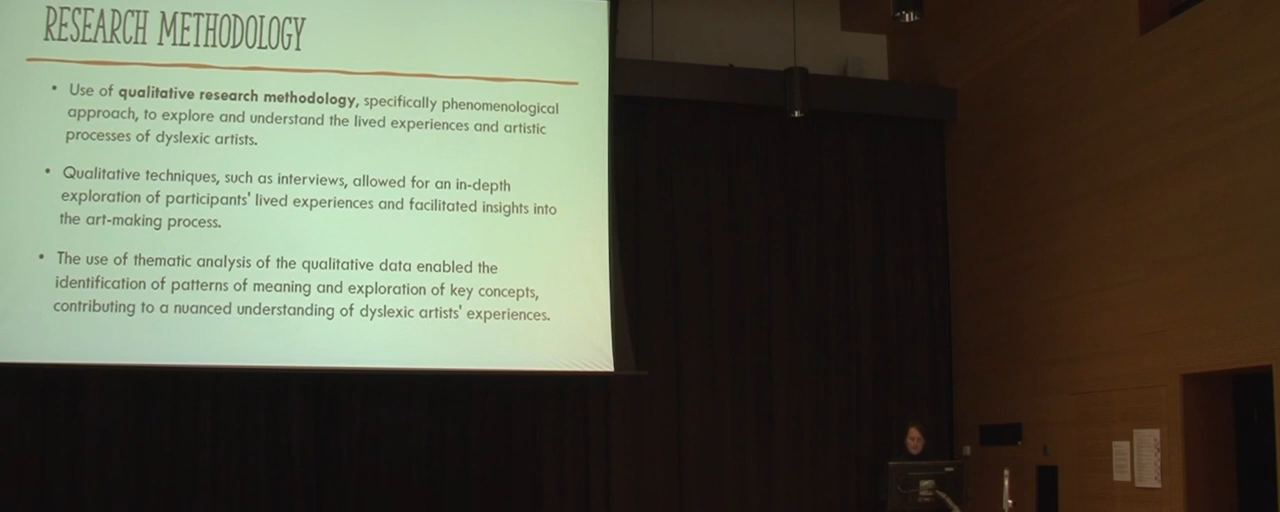 RESEARCH METHODOLOGY
• Use of qualitative research methodology, specifically phenomenological
approach, to explore and understand the lived experiences and artistic
processes of dyslexic artists.
• Qualitative techniques, such as interviews, allowed for an in-depth
exploration of participants' lived experiences and facilitated insights into
the art-making process.
• The use of thematic analysis of the qualitative data enabled the
identification of patterns of meaning and exploration of key concepts,
contributing to a nuanced understanding of dyslexic artists' experiences.